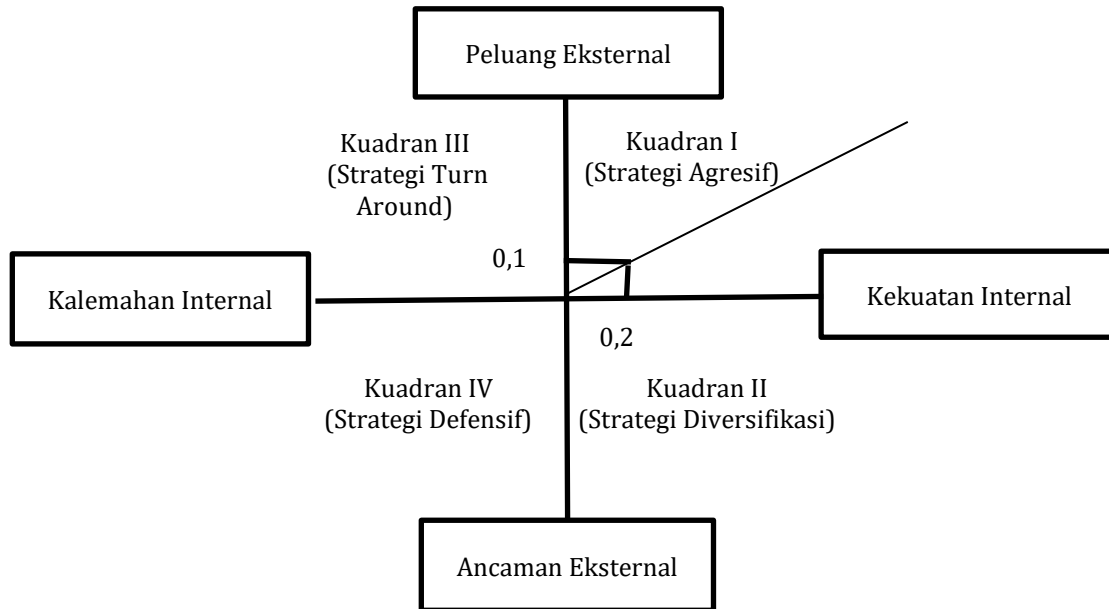 Peluang Eksternal
Kuadran III
(Strategi Turn
Around)
Kuadran I
(Strategi Agresif)
0,1
Kalemahan Internal
Kekuatan Internal
0,2
Kuadran IV
(Strategi Defensif)
Kuadran II
(Strategi Diversifikasi)
Ancaman Eksternal